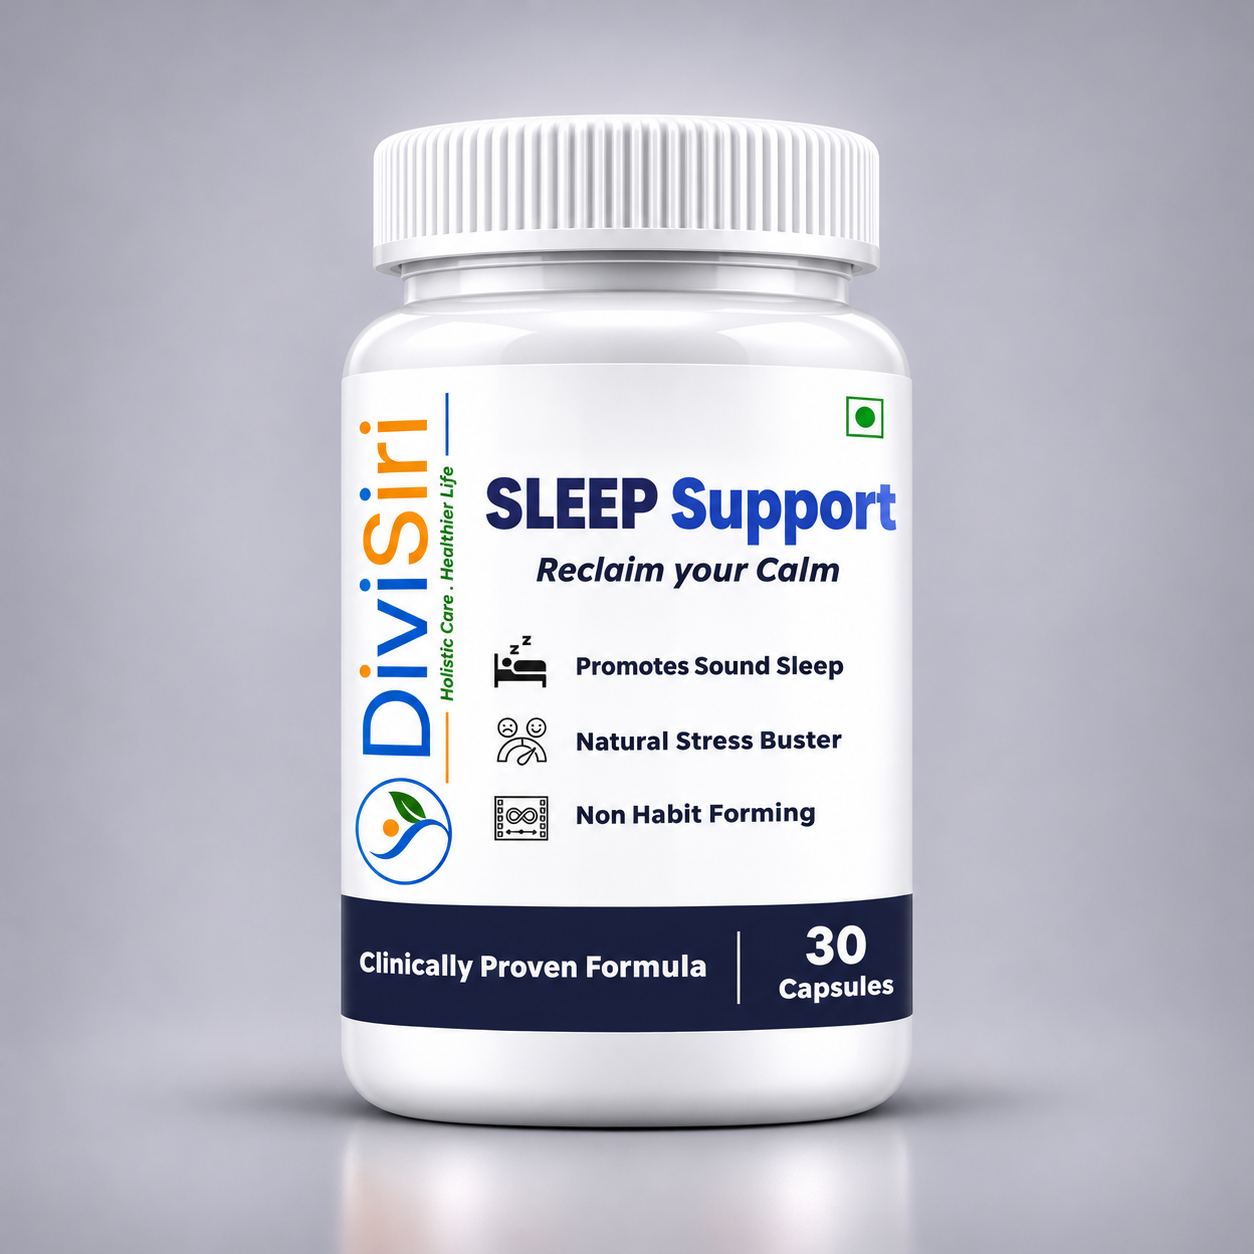 DiviSiri
Holistic Care . Healthier Life
SLEEP Support
Reclaim your Calm
z z
Promotes Sound Sleep
Natural Stress Buster
Non Habit Forming
Clinically Proven Formula
30
Capsules